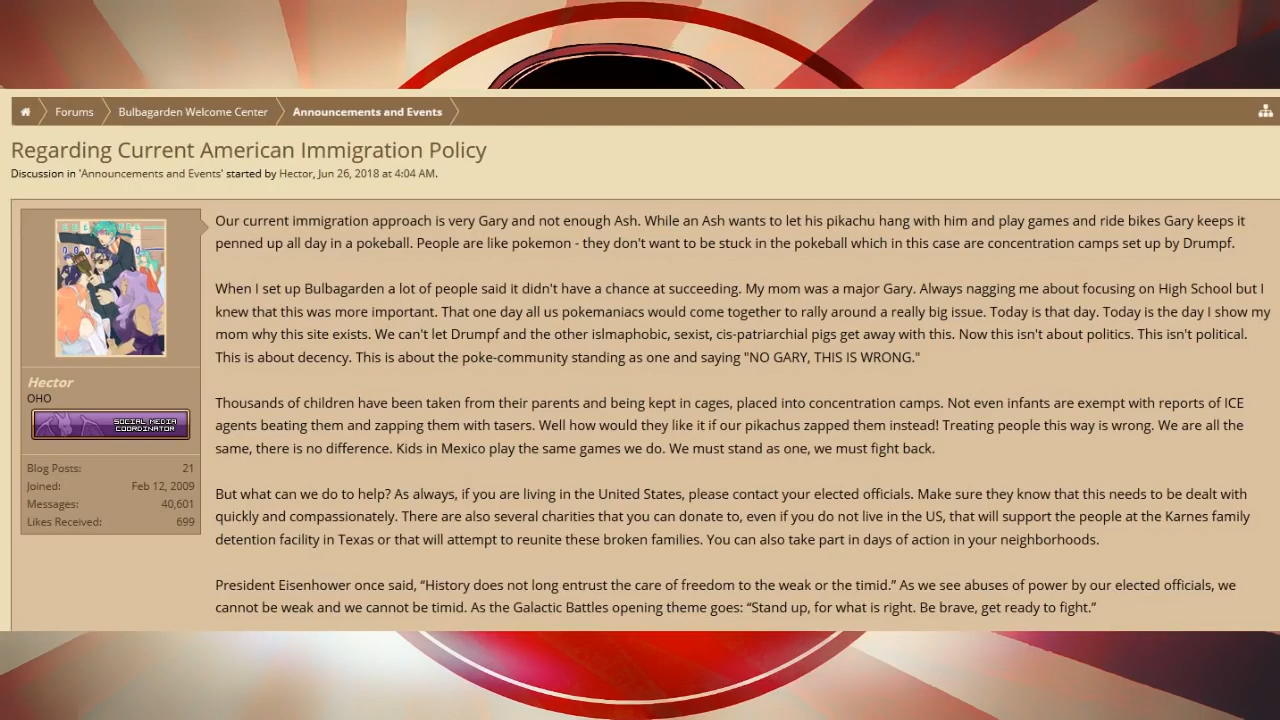 Forums Bulbagarden Welcome Center Announcements and Events
Regarding Current American Immigration Policy
Discussion in 'Announcements and Events' started by Hector, Jun 26, 2018 at 4:04 AM.
Hector
OHO
SOCIAL MEDIA
COORDINATOR
Blog Posts: 21
Joined: Feb 12, 2009
Messages: 40,601
Likes Received: 699
Our current immigration approach is very Gary and not enough Ash. While an Ash wants to let his pikachu hang with him and play games and ride bikes Gary keeps it
penned up all day in a pokeball. People are like pokemon - they don't want to be stuck in the pokeball which in this case are concentration camps set up by Drumpf.
When I set up Bulbagarden a lot of people said it didn't have a chance at succeeding. My mom was a major Gary. Always nagging me about focusing on High School but I
knew that this was more important. That one day all us pokemaniacs would come together to rally around a really big issue. Today is that day. Today is the day I show my
mom why this site exists. We can't let Drumpf and the other islmaphobic, sexist, cis-patriarchial pigs get away with this. Now this isn't about politics. This isn't political.
This is about decency. This is about the poke-community standing as one and saying "NO GARY, THIS IS WRONG."
Thousands of children have been taken from their parents and being kept in cages, placed into concentration camps. Not even infants are exempt with reports of ICE
agents beating them and zapping them with tasers. Well how would they like it if our pikachus zapped them instead! Treating people this way is wrong. We are all the
same, there is no difference. Kids in Mexico play the same games we do. We must stand as one, we must fight back.
But what can we do to help? As always, if you are living in the United States, please contact your elected officials. Make sure they know that this needs to be dealt with
quickly and compassionately. There are also several charities that you can donate to, even if you do not live in the US, that will support the people at the Karnes family
detention facility in Texas or that will attempt to reunite these broken families. You can also take part in days of action in your neighborhoods.
President Eisenhower once said, “History does not long entrust the care of freedom to the weak or the timid.” As we see abuses of power by our elected officials, we
cannot be weak and we cannot be timid. As the Galactic Battles opening theme goes: “Stand up, for what is right. Be brave, get ready to fight.”